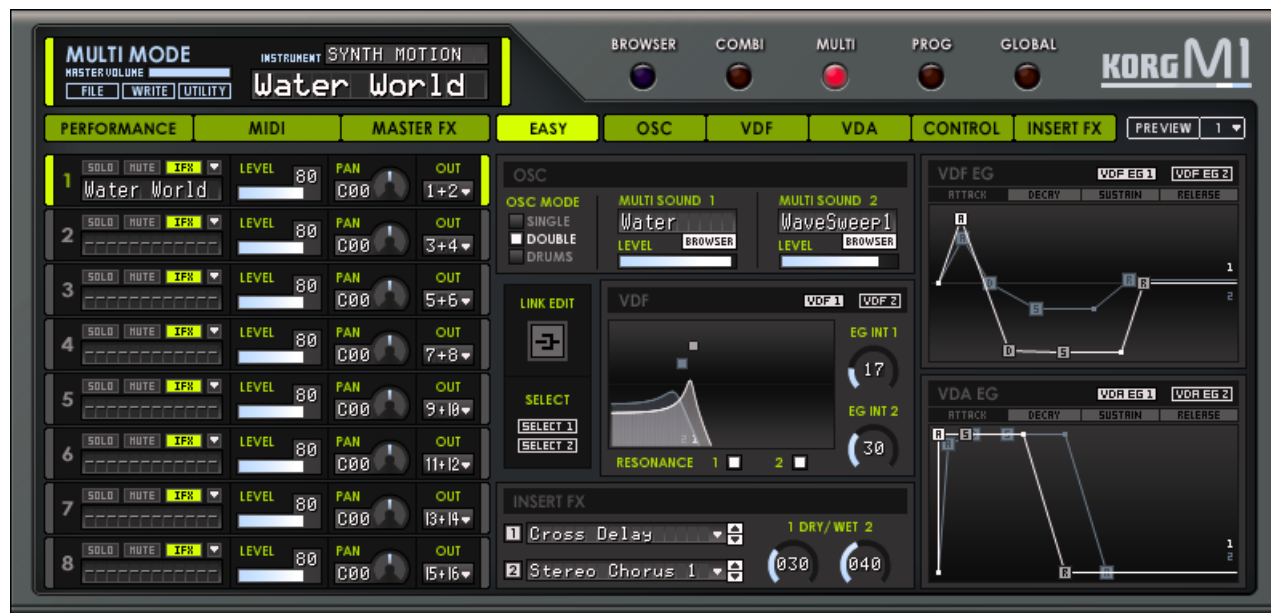 MULTI MODE
MASTER VOLUME
FILE WRITE UTILITY
INSTRUMENT SYNTH MOTION
Water World
BROWSER COMBI MULTI PROG GLOBAL
KORG M1
PERFORMANCE MIDI MASTER FX EASY OSC VDF VDA CONTROL INSERT FX PREVIEW 1
1 SOLO MUTE IFX LEVEL 80 PAN C00 OUT 1+2
Water World
2 SOLO MUTE IFX LEVEL 80 PAN C00 OUT 3+4
3 SOLO MUTE IFX LEVEL 80 PAN C00 OUT 5+6
4 SOLO MUTE IFX LEVEL 80 PAN C00 OUT 7+8
5 SOLO MUTE IFX LEVEL 80 PAN C00 OUT 9+10
6 SOLO MUTE IFX LEVEL 80 PAN C00 OUT 11+12
7 SOLO MUTE IFX LEVEL 80 PAN C00 OUT 13+14
8 SOLO MUTE IFX LEVEL 80 PAN C00 OUT 15+16
OSC
OSC MODE
SINGLE
DOUBLE
DRUMS
MULTI SOUND 1
Water
LEVEL BROWSER
MULTI SOUND 2
WaveSweep1
LEVEL BROWSER
LINK EDIT
SELECT
SELECT 1
SELECT 2
VDF VDF 1 VDF 2
EG INT 1
17
EG INT 2
30
2 1
RESONANCE 1 2
INSERT FX
1 Cross Delay
2 Stereo Chorus 1
1 DRY/WET 2
030 040
VDF EG VDF EG 1 VDF EG 2
ATTACK DECAY SUSTAIN RELEASE
A
A
D
S
R R
D S
1
2
VDA EG VDA EG 1 VDA EG 2
ATTACK DECAY SUSTAIN RELEASE
A S
A
R R
1
2